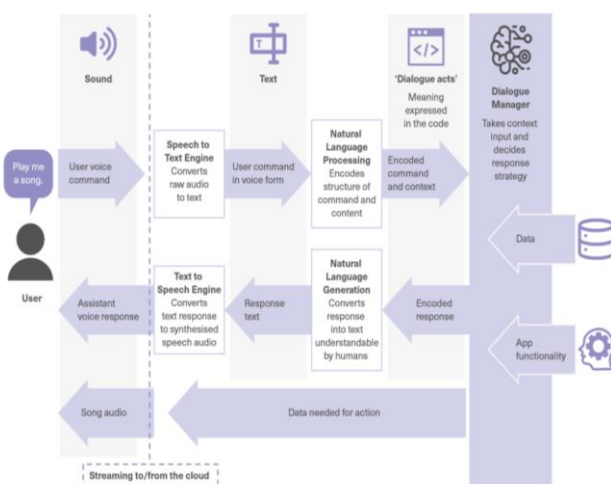 Sound
Text
'Dialogue acts'
Meaning
expressed
in the code
Dialogue
Manager
Takes context
input and
decides
response
strategy
Play me
a song.
User
User voice
command
Speech to
Text Engine
Converts
raw audio
to text
User command
in voice form
Natural
Language
Processing
Encodes
structure of
command and
content
Encoded
command
and context
Data
Assistant
voice response
Text to
Speech Engine
Converts
text response
to synthesised
speech audio
Response
text
Natural
Language
Generation
Converts
response
into text
understandable
by humans
Encoded
response
App
functionality
Song audio
Data needed for action
Streaming to/from the cloud
T
</>